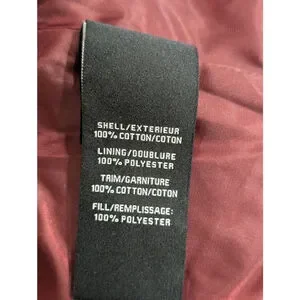 SHELL/EXTERIEUR
100% COTTON/COTON
LINING/DOUBLURE
100% POLYESTER
TRIM/GARNITURE
100% COTTON/COTON
FILL/REMPLISSAGE:
100% POLYESTER